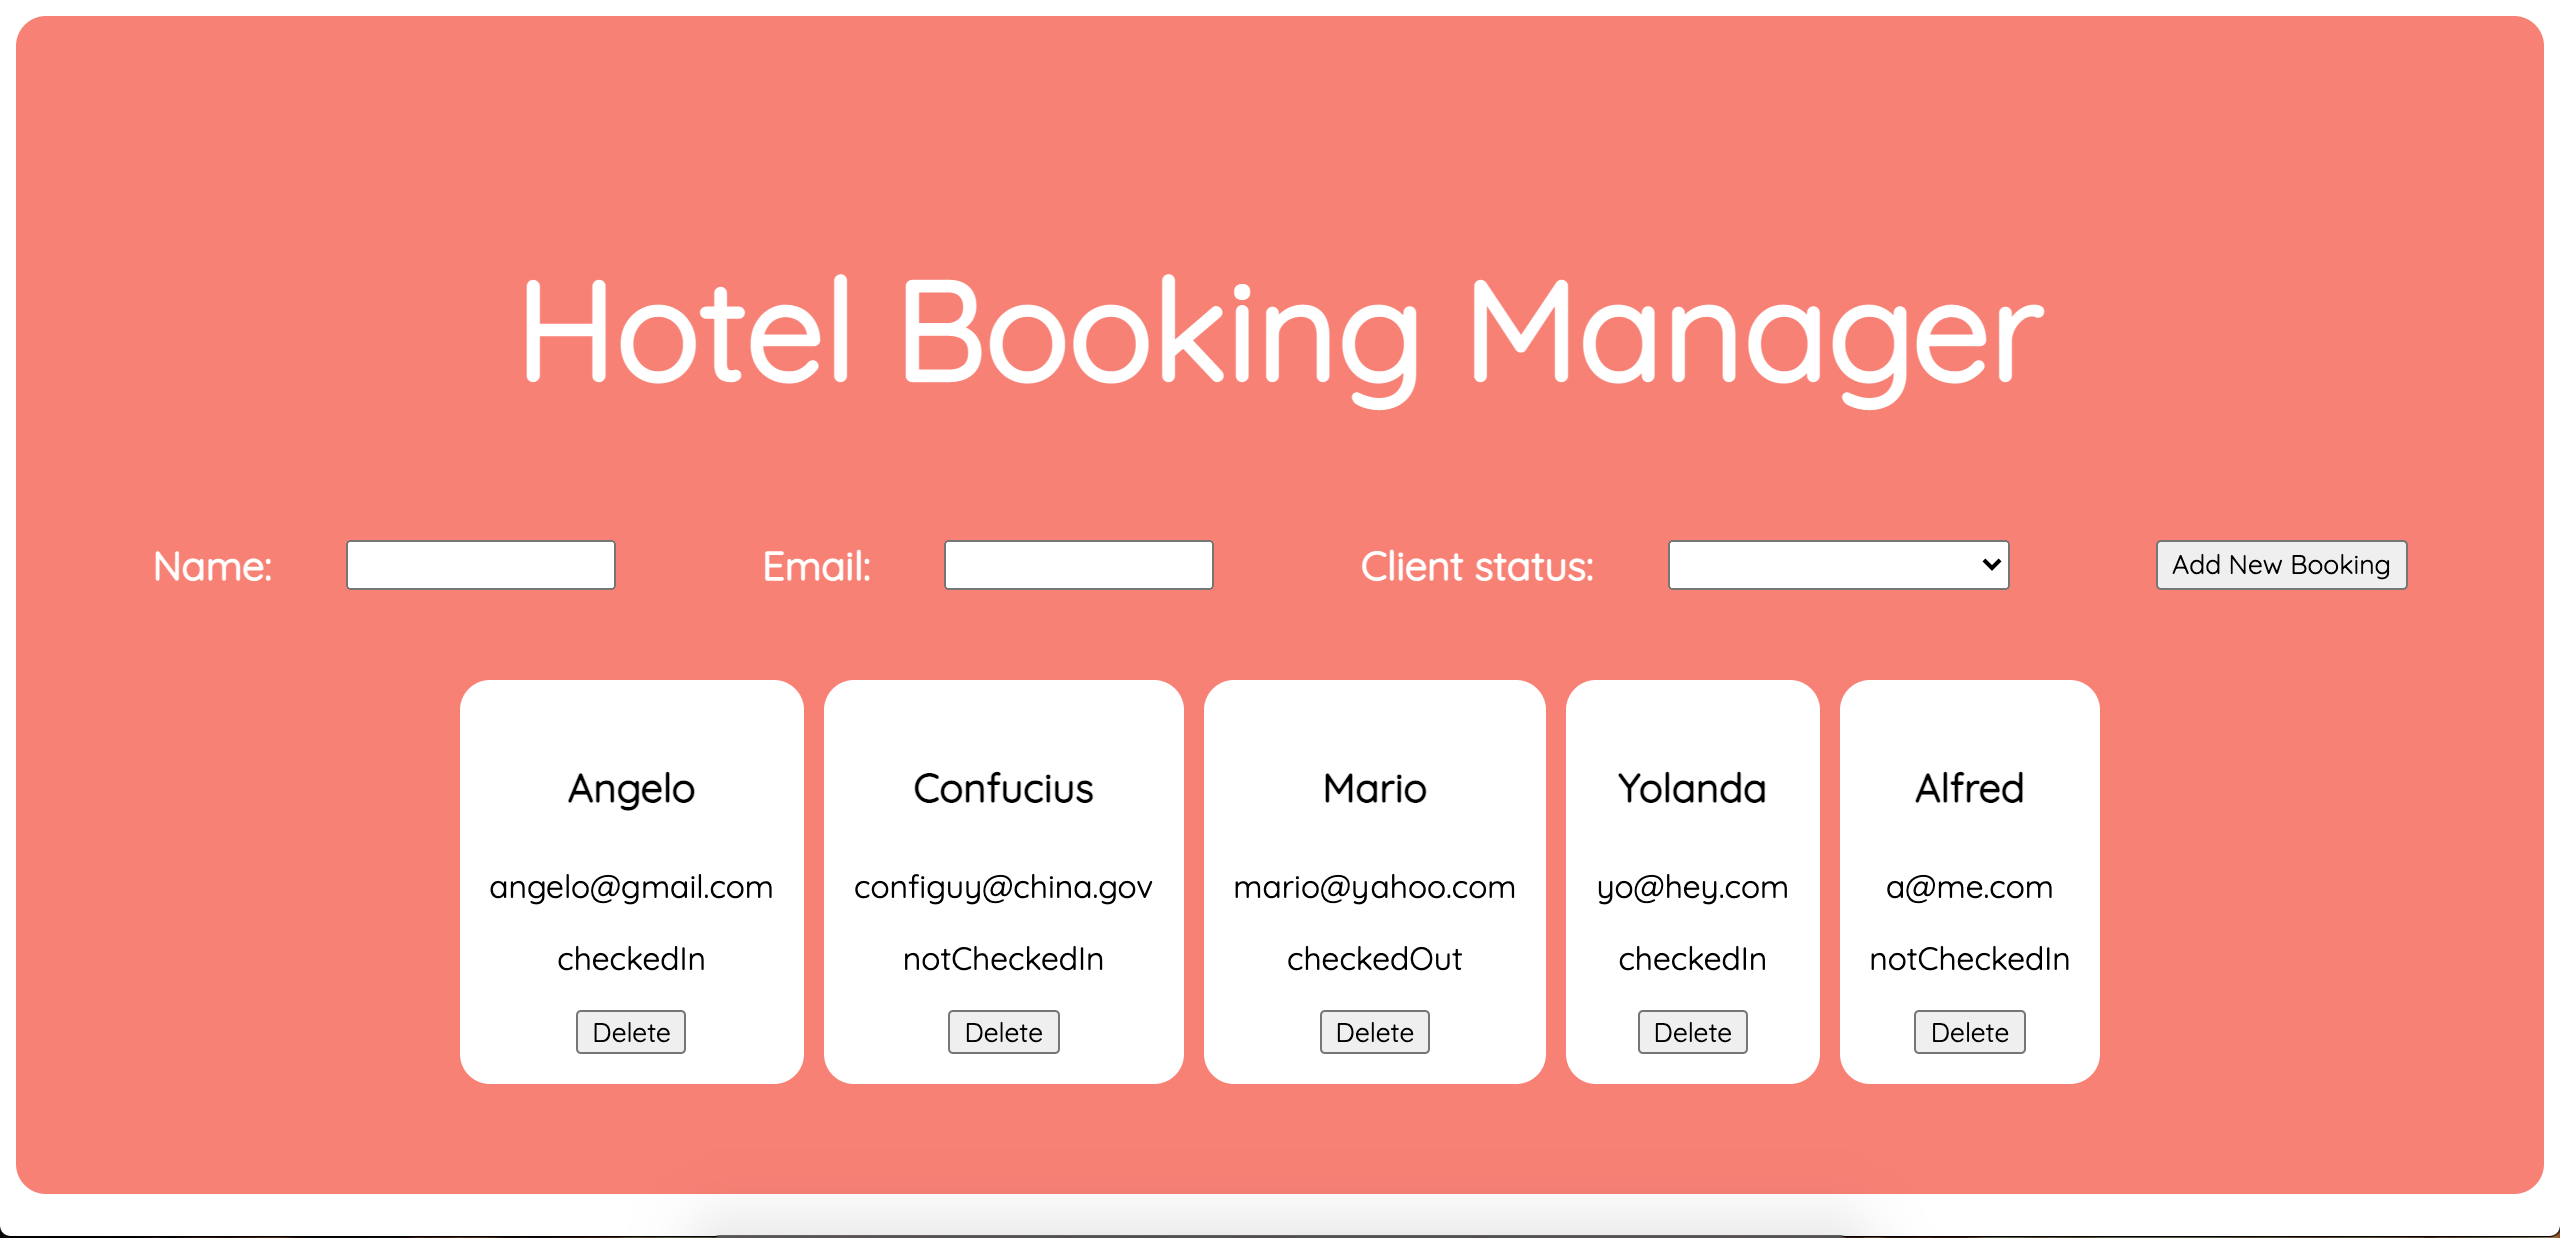 Hotel Booking Manager
Name: Email: Client status: Add New Booking
Angelo Confucius Mario Yolanda Alfred
angelo@gmail.com configuy@china.gov mario@yahoo.com yo@hey.com a@me.com
checkedIn notCheckedIn checkedOut checkedIn notCheckedIn
Delete Delete Delete Delete Delete